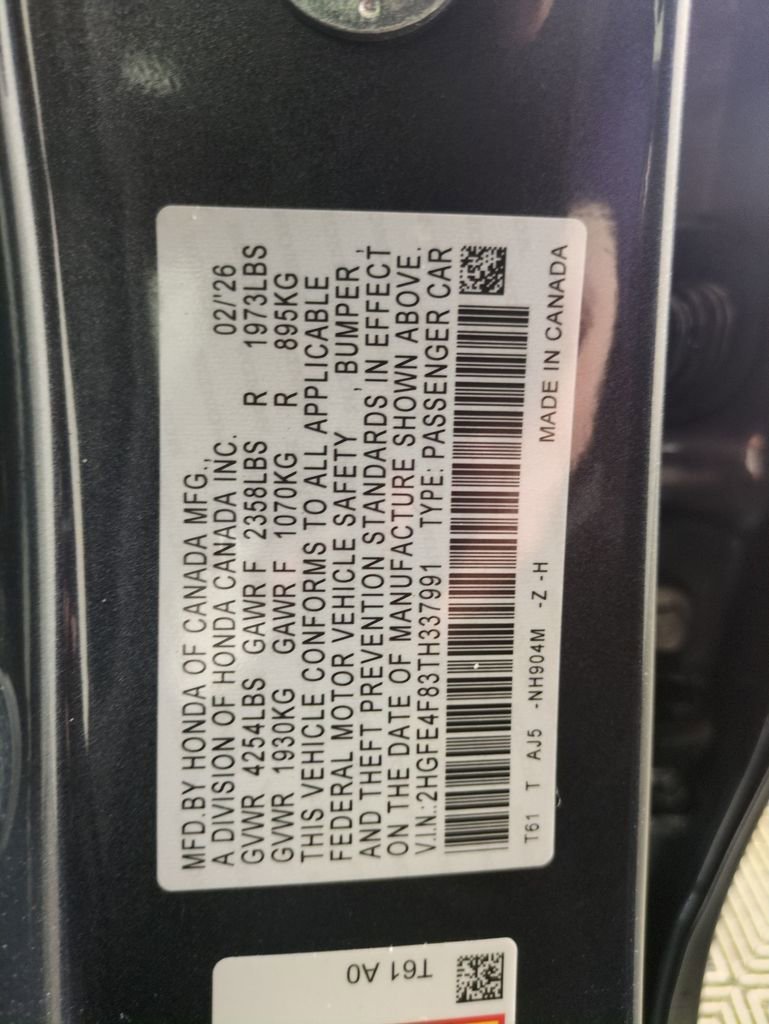 MFD.BY HONDA OF CANADA MFG.,
A DIVISION OF HONDA CANADA INC. 02/'26
GVWR 4254LBS GAWR F 2358LBS R 1973LBS
GVWR 1930KG GAWR F 1070KG R 895KG
THIS VEHICLE CONFORMS TO ALL APPLICABLE
FEDERAL MOTOR VEHICLE SAFETY, BUMPER,
AND THEFT PREVENTION STANDARDS IN EFFECT,
ON THE DATE OF MANUFACTURE SHOWN ABOVE.
V.I.N.:2HGFE4F83TH337991 TYPE: PASSENGER CAR
T61 T AJ5 -NH904M -Z -H MADE IN CANADA
T61 A0